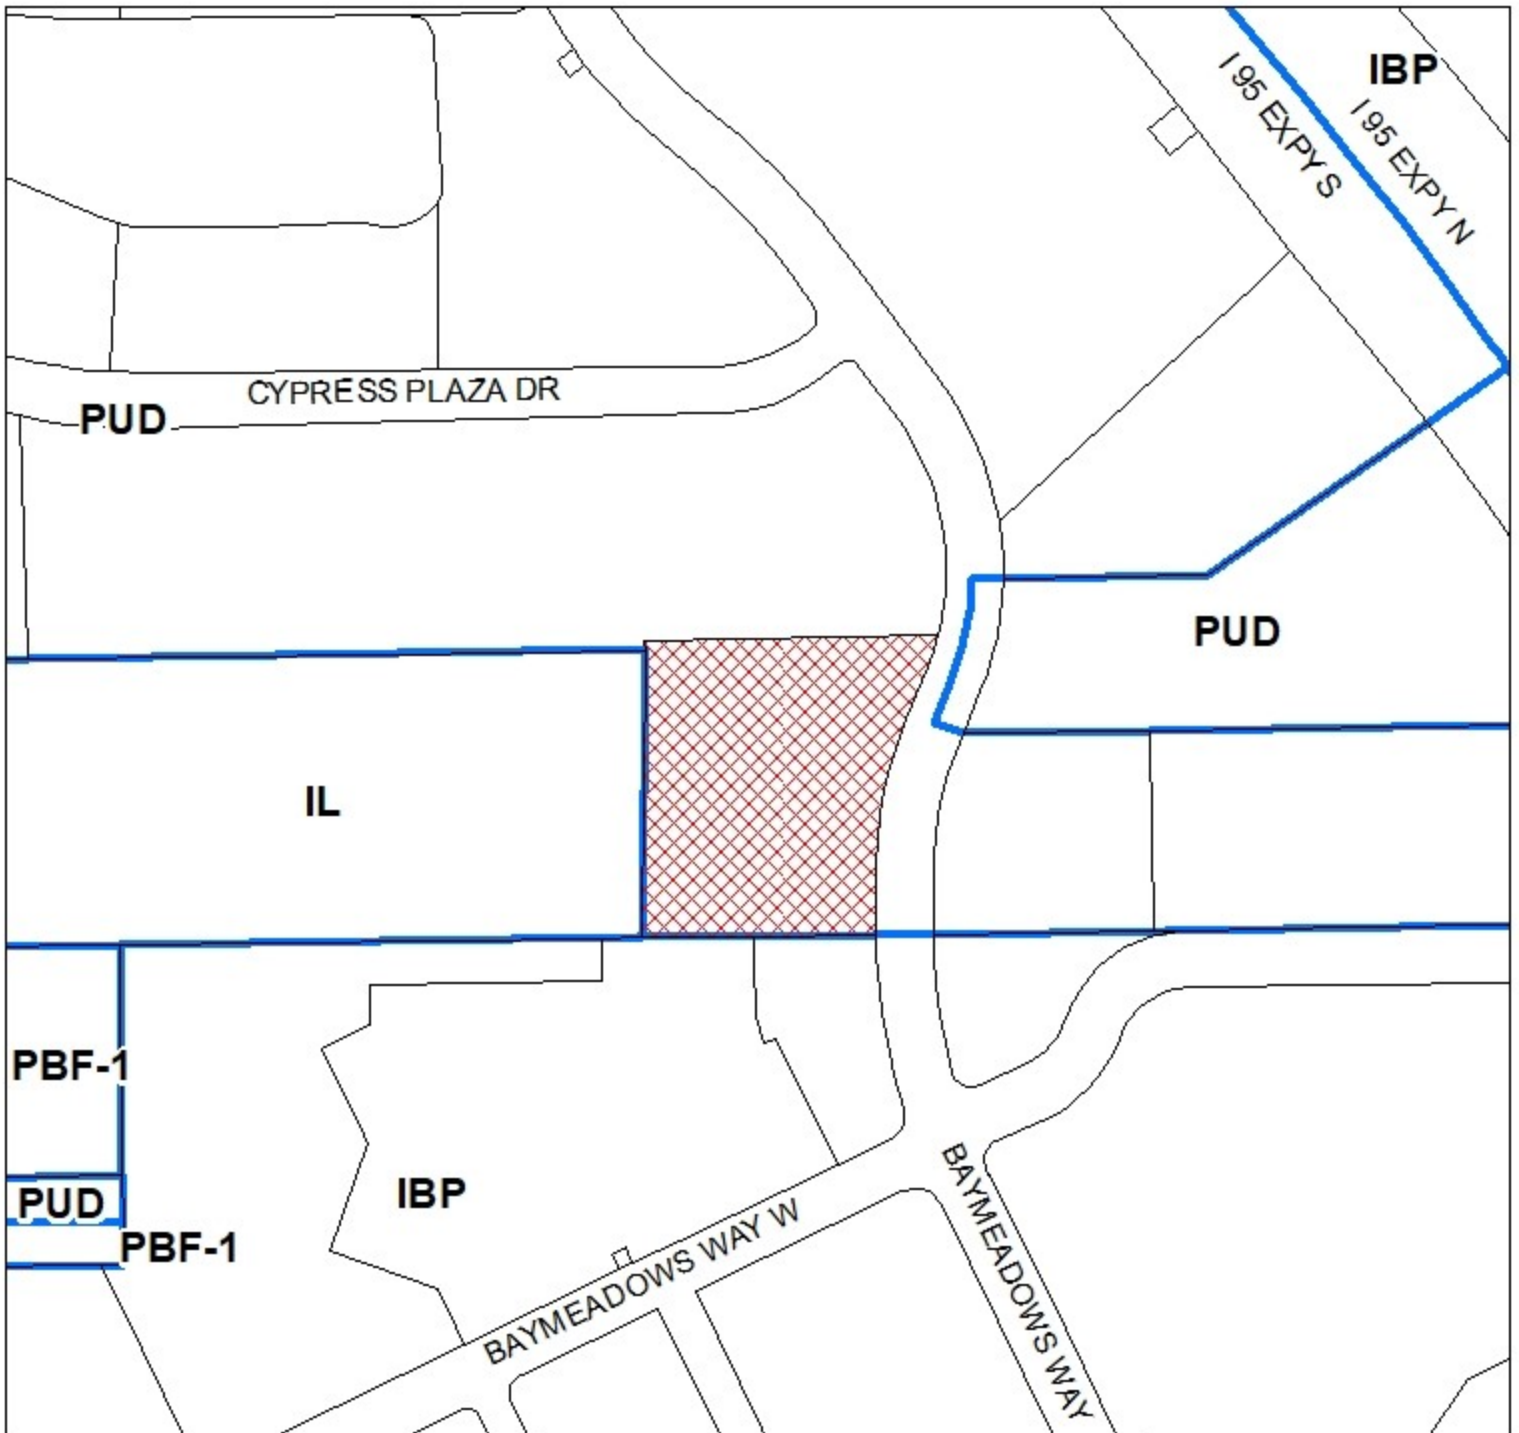 IBP
I 95 EXPY S
I 95 EXPY N
CYPRESS PLAZA DR
PUD
PUD
IL
PBF-1
PUD
IBP
PBF-1
BAYMEADOWS WAY W
BAYMEADOWS WAY